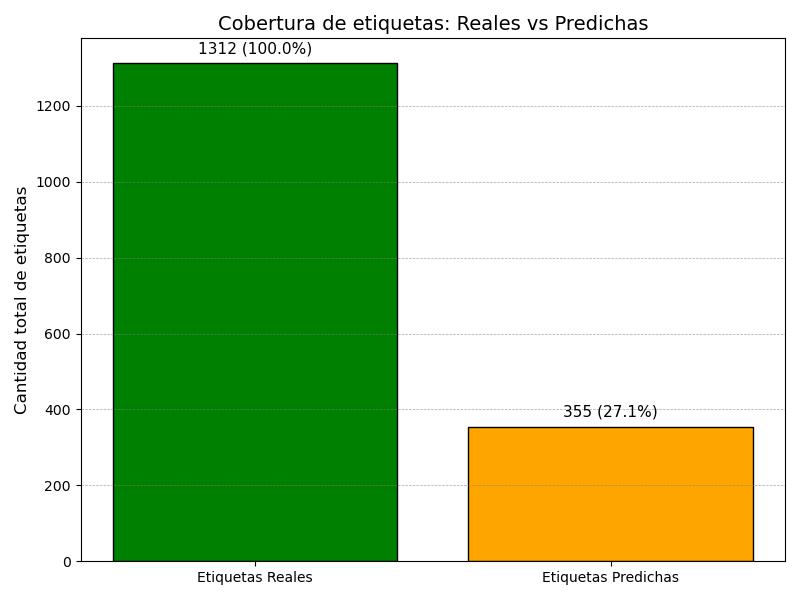 Cobertura de etiquetas: Reales vs Predichas
1312 (100.0%)
355 (27.1%)
Cantidad total de etiquetas
1200
1000
800
600
400
200
0
Etiquetas Reales
Etiquetas Predichas